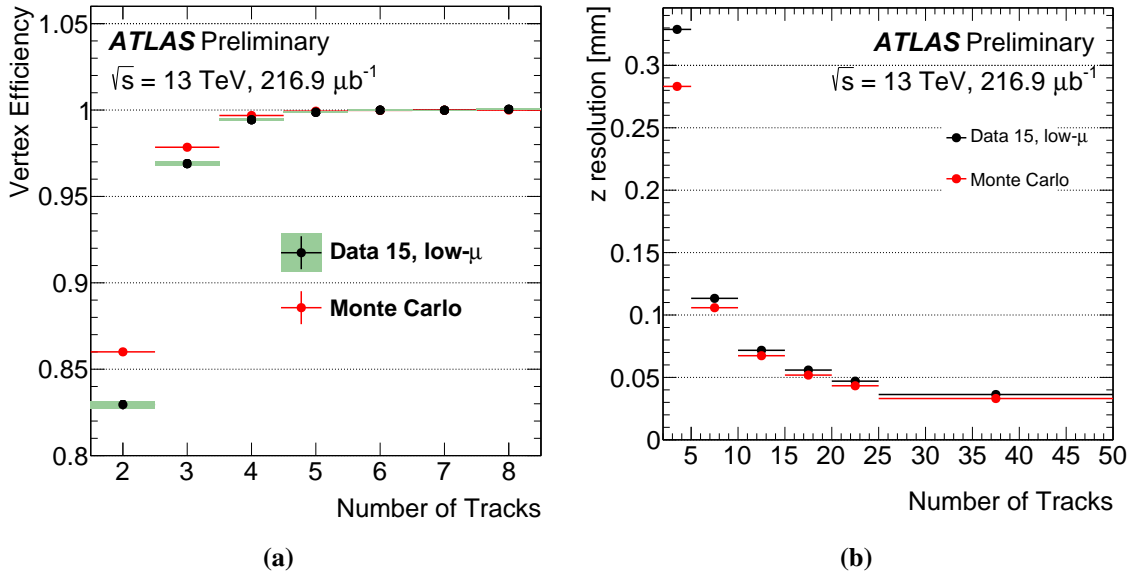 ATLAS Preliminary
√s = 13 TeV, 216.9 μb⁻¹
Vertex Efficiency
1.05
1
0.95
0.9
0.85
0.8
Data 15, low-μ
Monte Carlo
2 3 4 5 6 7 8
Number of Tracks
(a)
ATLAS Preliminary
√s = 13 TeV, 216.9 μb⁻¹
z resolution [mm]
0.3
0.25
0.2
0.15
0.1
0.05
0
Data 15, low-μ
Monte Carlo
5 10 15 20 25 30 35 40 45 50
Number of Tracks
(b)